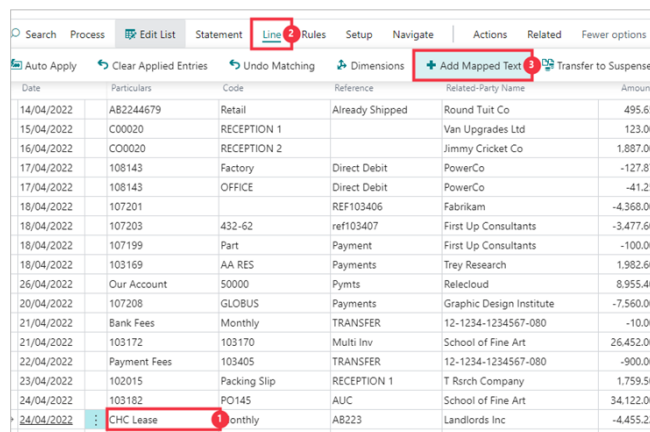 Search Process Edit List Statement Line 2 Rules Setup Navigate Actions Related Fewer options
Auto Apply Clear Applied Entries Undo Matching Dimensions Add Mapped Text 3 Transfer to Suspense
Date Particulars Code Reference Related-Party Name Amoun
14/04/2022 AB2244679 Retail Already Shipped Round Tuit Co 495.6
15/04/2022 C00020 RECEPTION 1 Van Upgrades Ltd 123.0
16/04/2022 CO0020 RECEPTION 2 Jimmy Cricket Co 1,887.0
17/04/2022 108143 Factory Direct Debit PowerCo -127.8
17/04/2022 108143 OFFICE Direct Debit PowerCo -41.2
18/04/2022 107201 REF103406 Fabrikam -4,368.0
18/04/2022 107203 432-62 ref103407 First Up Consultants -3,477.6
18/04/2022 107199 Part Payment First Up Consultants -100.0
18/04/2022 103169 AA RES Payments Trey Research 1,982.6
26/04/2022 Our Account 50000 Pymts Relecloud 8,955.4
20/04/2022 107208 GLOBUS Payments Graphic Design Institute -7,560.0
21/04/2022 Bank Fees Monthly TRANSFER 12-1234-1234567-080 -10.0
21/04/2022 103172 103170 Multi Inv School of Fine Art 26,452.0
22/04/2022 Payment Fees 103405 TRANSFER 12-1234-1234567-080 -900.0
23/04/2022 102015 Packing Slip RECEPTION 1 T Rsrch Company 1,759.5
24/04/2022 103182 PO145 AUC School of Fine Art 34,122.0
24/04/2022 CHC Lease 1 onthly AB223 Landlords Inc -4,455.2